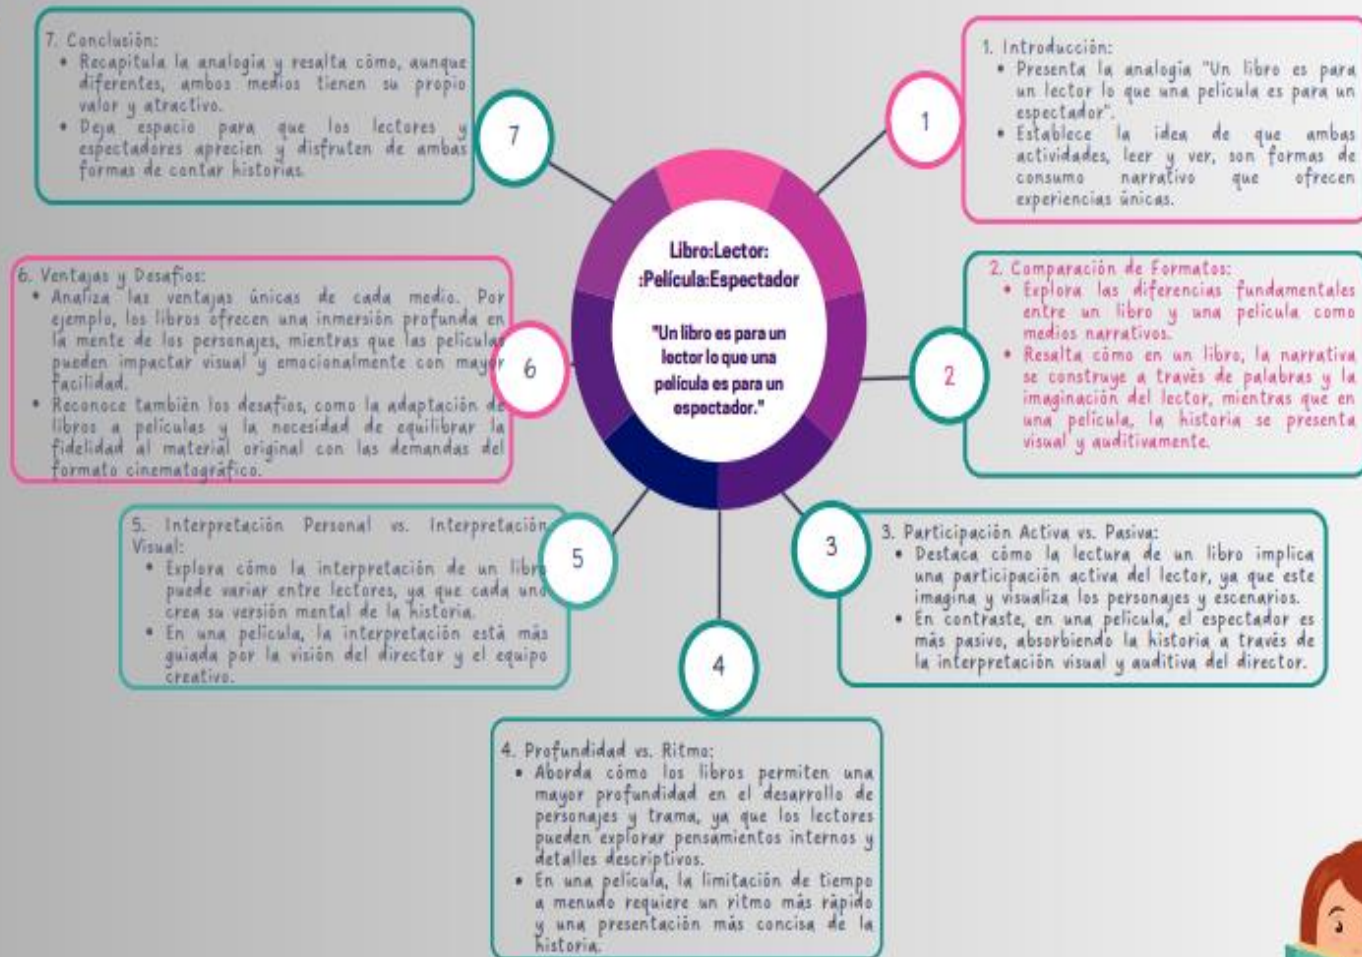 Libro:Lector:
:Película:Espectador
"Un libro es para un
lector lo que una
película es para un
espectador."
1
1. Introducción:
• Presenta la analogía "Un libro es para
un lector lo que una película es para un
espectador".
• Establece la idea de que ambas
actividades, leer y ver, son formas de
consumo narrativo que ofrecen
experiencias únicas.
2
2. Comparación de Formatos:
• Explora las diferencias fundamentales
entre un libro y una película como
medios narrativos.
• Resalta cómo en un libro, la narrativa
se construye a través de palabras y la
imaginación del lector, mientras que en
una película, la historia se presenta
visual y auditivamente.
3
3. Participación Activa vs. Pasiva:
• Destaca cómo la lectura de un libro implica
una participación activa del lector, ya que este
imagina y visualiza los personajes y escenarios.
• En contraste, en una película, el espectador es
más pasivo, absorbiendo la historia a través de
la interpretación visual y auditiva del director.
4
4. Profundidad vs. Ritmo:
• Aborda cómo los libros permiten una
mayor profundidad en el desarrollo de
personajes y trama, ya que los lectores
pueden explorar pensamientos internos y
detalles descriptivos.
• En una película, la limitación de tiempo
a menudo requiere un ritmo más rápido
y una presentación más concisa de la
historia.
5
5. Interpretación Personal vs. Interpretación
Visual:
• Explora cómo la interpretación de un libro
puede variar entre lectores, ya que cada uno
crea su versión mental de la historia.
• En una película, la interpretación está más
guiada por la visión del director y el equipo
creativo.
6
6. Ventajas y Desafíos:
• Analiza las ventajas únicas de cada medio. Por
ejemplo, los libros ofrecen una inmersión profunda en
la mente de los personajes, mientras que las películas
pueden impactar visual y emocionalmente con mayor
facilidad.
• Reconoce también los desafíos, como la adaptación de
libros a películas y la necesidad de equilibrar la
fidelidad al material original con las demandas del
formato cinematográfico.
7
7. Conclusión:
• Recapitula la analogía y resalta cómo, aunque
diferentes, ambos medios tienen su propio
valor y atractivo.
• Deja espacio para que los lectores y
espectadores aprecien y disfruten de ambas
formas de contar historias.